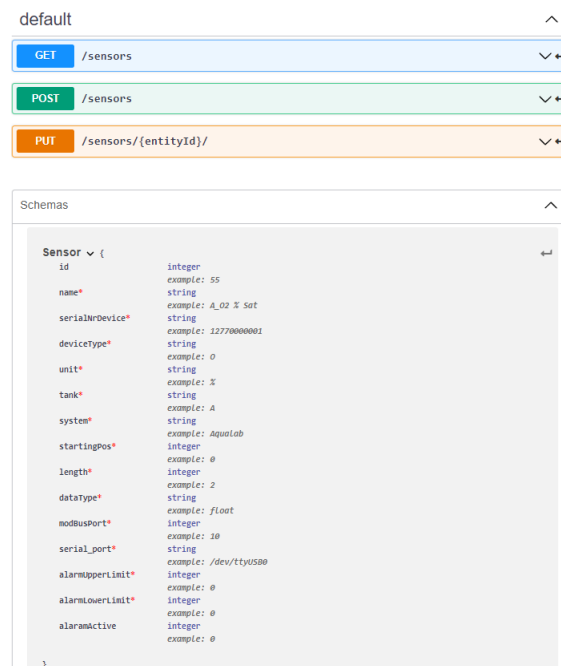 default
GET /sensors
POST /sensors
PUT /sensors/{entityId}/
Schemas
Sensor {
id integer
example: 55
name* string
example: A_O2 % Sat
serialNrDevice* string
example: 12770000001
deviceType* string
example: O
unit* string
example: %
tank* string
example: A
system* string
example: Aqualab
startingPos* integer
example: 0
length* integer
example: 2
dataType* string
example: float
modBusPort* integer
example: 10
serial_port* string
example: /dev/ttyUSB0
alarmUpperLimit* integer
example: 0
alarmLowerLimit* integer
example: 0
alaramActive integer
example: 0
}